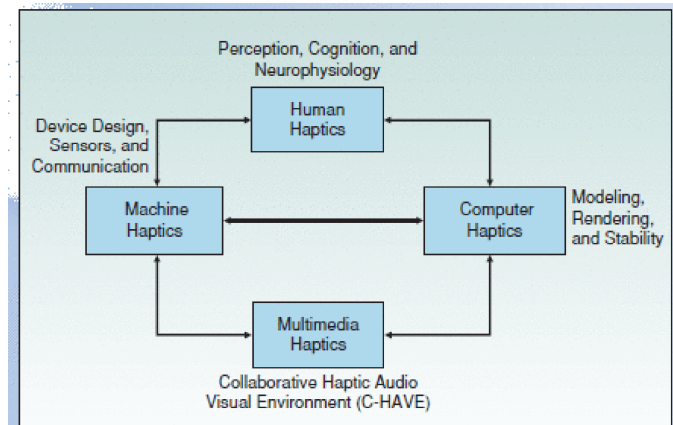 Perception, Cognition, and
Neurophysiology
Human
Haptics
Device Design,
Sensors, and
Communication
Machine
Haptics
Computer
Haptics
Modeling,
Rendering,
and Stability
Multimedia
Haptics
Collaborative Haptic Audio
Visual Environment (C-HAVE)